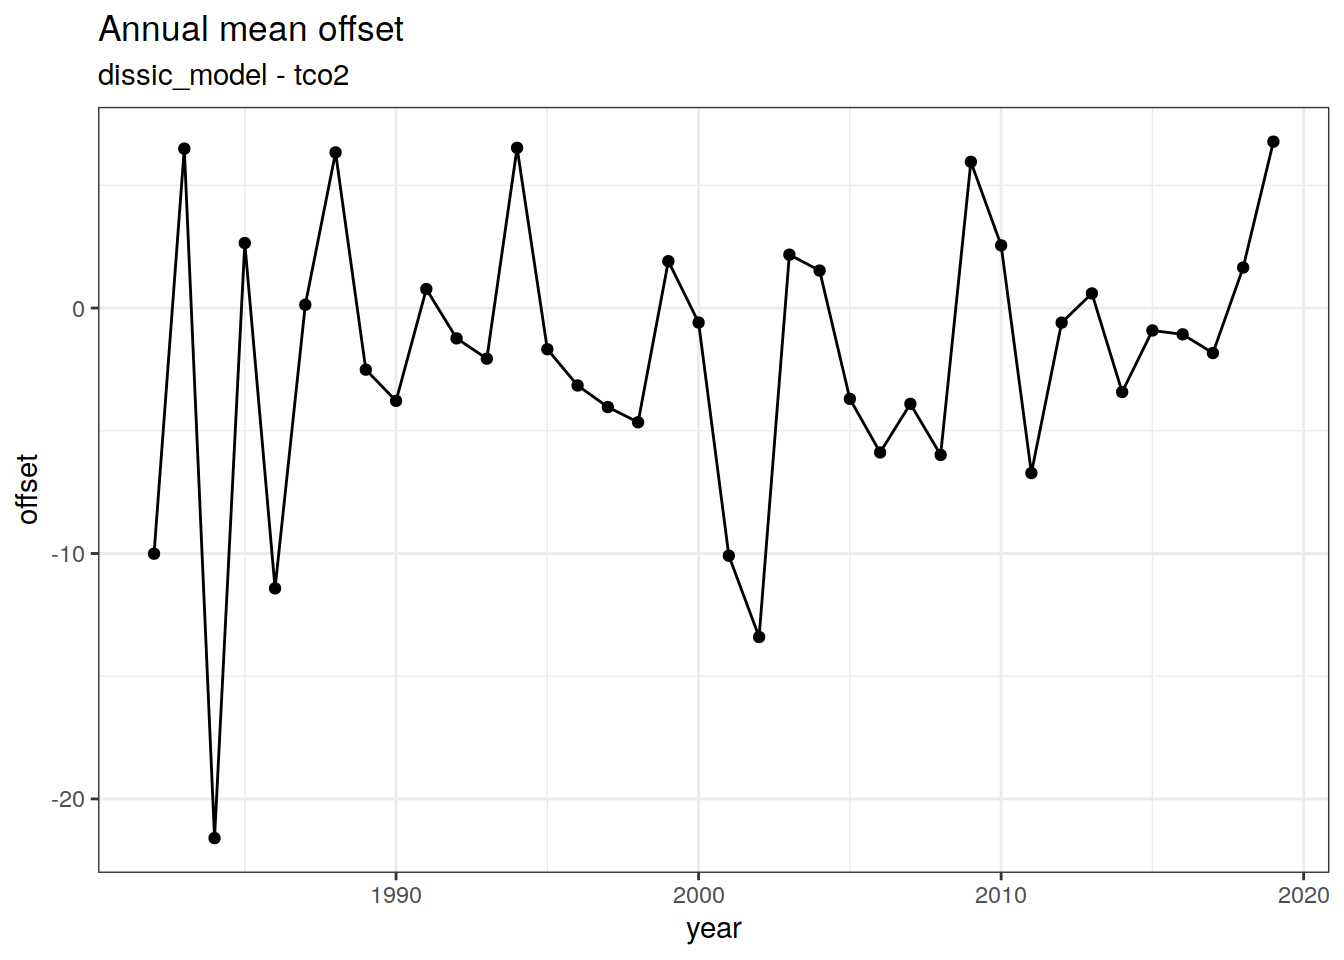 Annual mean offset
dissic_model - tco2
offset
0
-10
-20
1990
2000
2010
2020
year